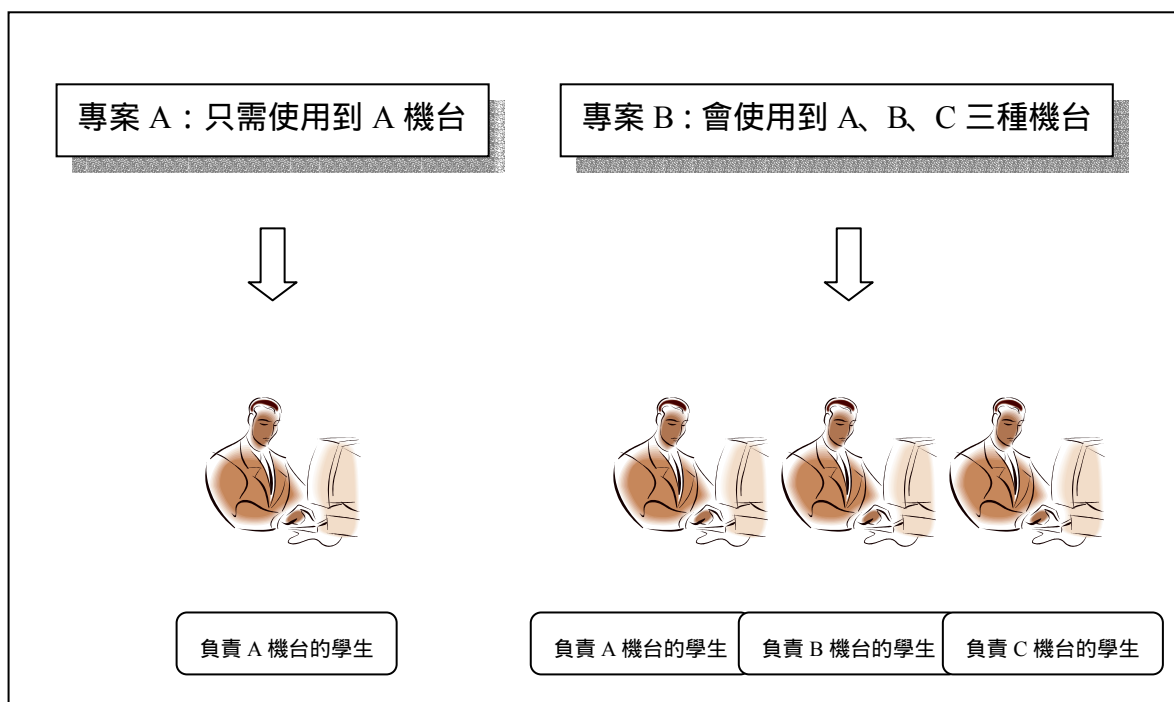 專案 A：只需使用到 A 機台
專案 B：會使用到 A、B、C 三種機台
負責 A 機台的學生
負責 A 機台的學生
負責 B 機台的學生
負責 C 機台的學生